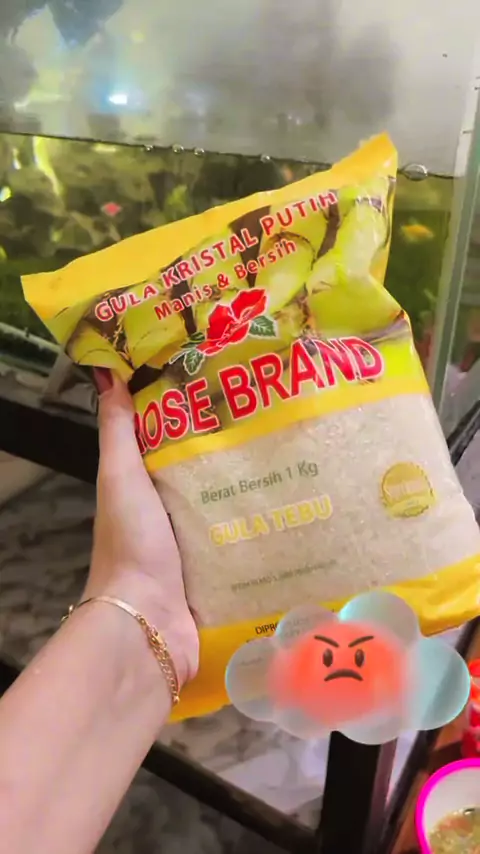 GULA KRISTAL PUTIH
Manis & Bersih
ROSE BRAND
Berat Bersih 1 Kg
GULA TEBU